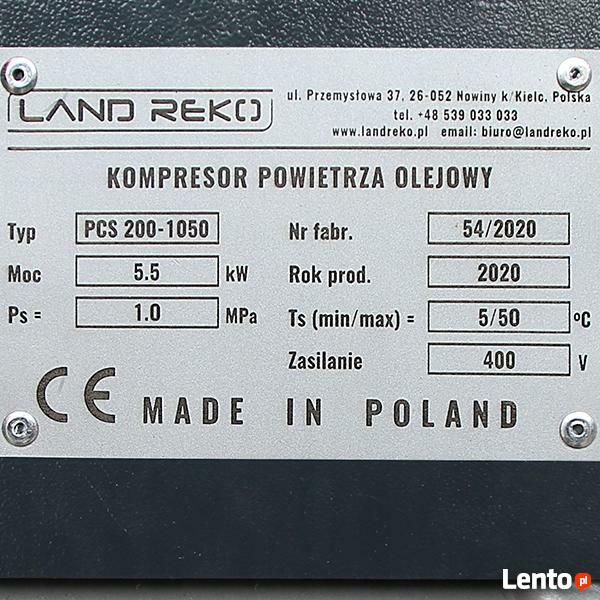 LAND REKO
ul. Przemysłowa 37, 26-052 Nowiny k/Kielc, Polska
tel. +48 539 033 033
www.landreko.pl email: biuro@landreko.pl
KOMPRESOR POWIETRZA OLEJOWY
Typ PCS 200-1050 Nr fabr. 54/2020
Moc 5.5 kW Rok prod. 2020
Ps = 1.0 MPa Ts (min/max) = 5/50 °C
Zasilanie 400 V
CE MADE IN POLAND
Lento.pl